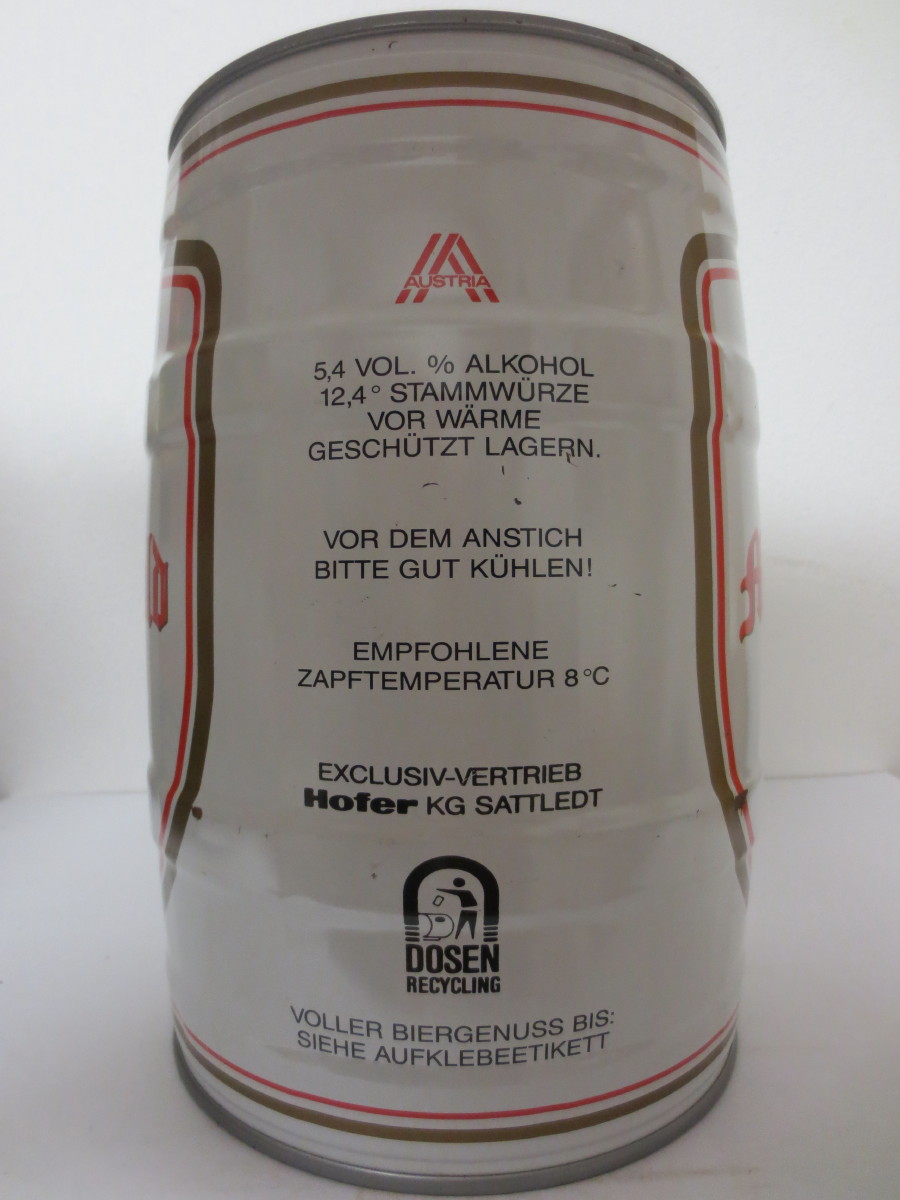 AUSTRIA
5,4 VOL. % ALKOHOL
12,4° STAMMWÜRZE
VOR WÄRME
GESCHÜTZT LAGERN.
VOR DEM ANSTICH
BITTE GUT KÜHLEN!
EMPFOHLENE
ZAPFTEMPERATUR 8°C
EXCLUSIV-VERTRIEB
Hofer KG SATTLEDT
DOSEN
RECYCLING
VOLLER BIERGENUSS BIS:
SIEHE AUFKLEBEETIKETT